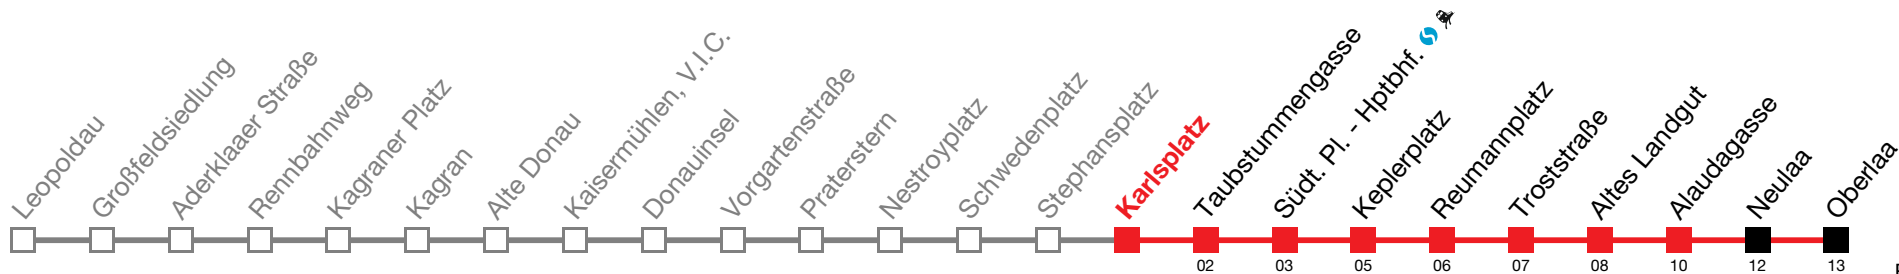 Leopoldau
Großfeldsiedlung
Aderklaaer Straße
Rennbahnweg
Kagraner Platz
Kagran
Alte Donau
Kaisermühlen, V.I.C.
Donauinsel
Vorgartenstraße
Praterstern
Nestroyplatz
Schwedenplatz
Stephansplatz
Karlsplatz
Taubstummengasse
Südt. Pl. - Hptbhf.
Keplerplatz
Reumannplatz
Troststraße
Altes Landgut
Alaudagasse
Neulaa
Oberlaa
02 03 05 06 07 08 10 12 13